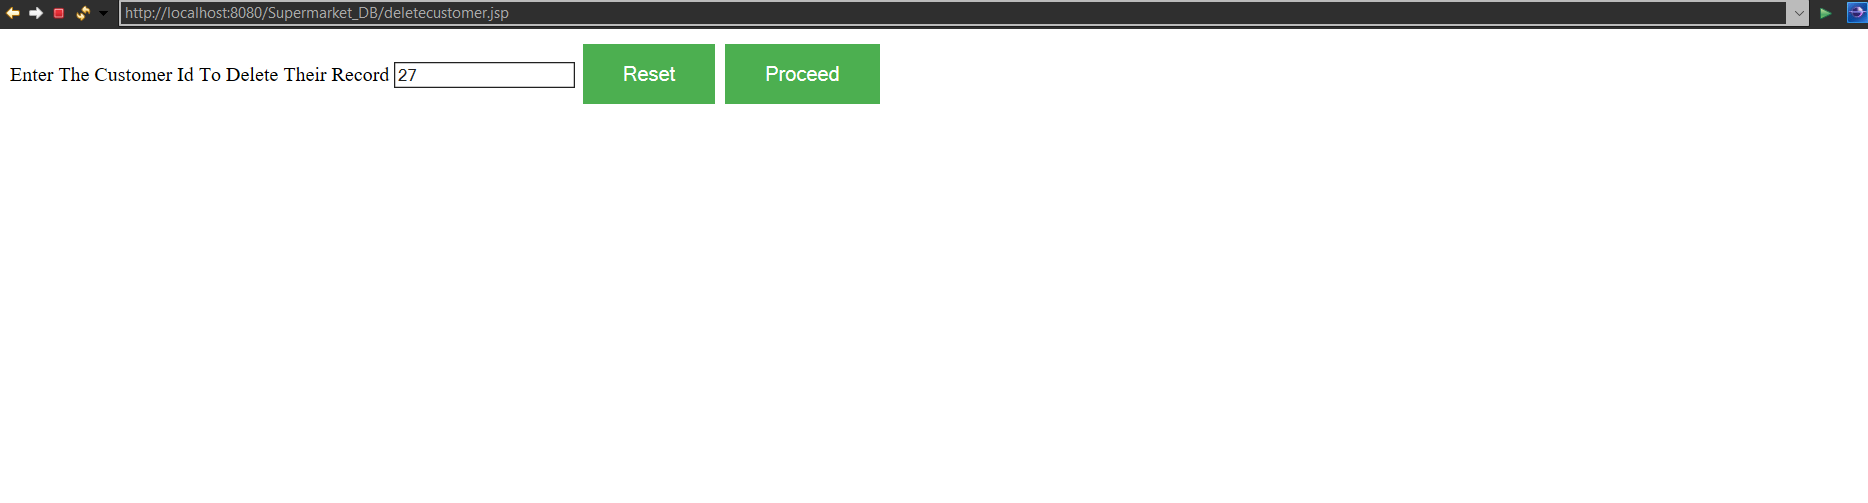 http://localhost:8080/Supermarket_DB/deletecustomer.jsp
Enter The Customer Id To Delete Their Record 27 Reset Proceed